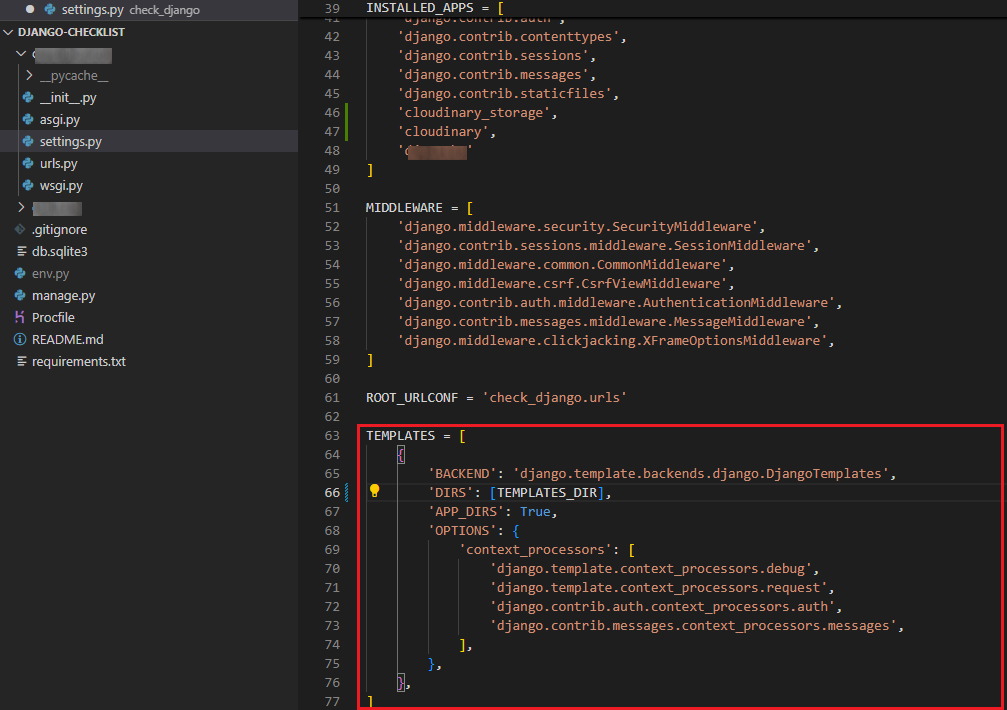 settings.py check_django
DJANGO-CHECKLIST
__pycache__
__init__.py
asgi.py
settings.py
urls.py
wsgi.py
.gitignore
db.sqlite3
env.py
manage.py
Procfile
README.md
requirements.txt
39 INSTALLED_APPS = [
41 'django.contrib.auth',
42 'django.contrib.contenttypes',
43 'django.contrib.sessions',
44 'django.contrib.messages',
45 'django.contrib.staticfiles',
46 'cloudinary_storage',
47 'cloudinary',
48
49 ]
50
51 MIDDLEWARE = [
52 'django.middleware.security.SecurityMiddleware',
53 'django.contrib.sessions.middleware.SessionMiddleware',
54 'django.middleware.common.CommonMiddleware',
55 'django.middleware.csrf.CsrfViewMiddleware',
56 'django.contrib.auth.middleware.AuthenticationMiddleware',
57 'django.contrib.messages.middleware.MessageMiddleware',
58 'django.middleware.clickjacking.XFrameOptionsMiddleware',
59 ]
60
61 ROOT_URLCONF = 'check_django.urls'
62
63 TEMPLATES = [
64 {
65 'BACKEND': 'django.template.backends.django.DjangoTemplates',
66 'DIRS': [TEMPLATES_DIR],
67 'APP_DIRS': True,
68 'OPTIONS': {
69 'context_processors': [
70 'django.template.context_processors.debug',
71 'django.template.context_processors.request',
72 'django.contrib.auth.context_processors.auth',
73 'django.contrib.messages.context_processors.messages',
74 ],
75 },
76 },
77 ]